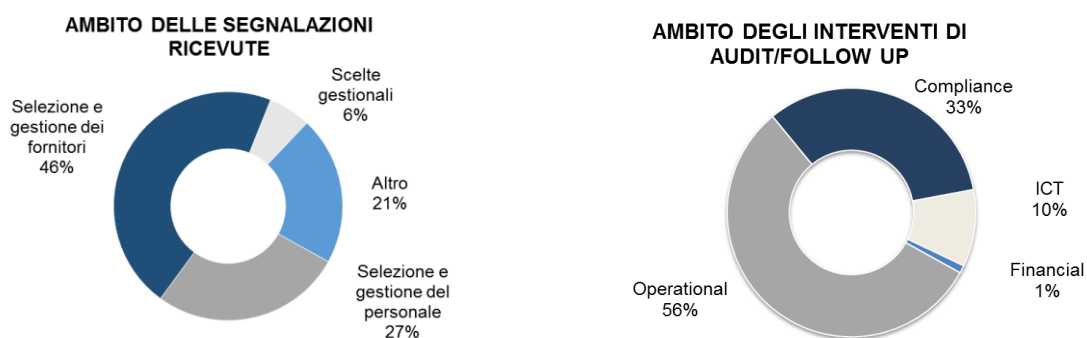 AMBITO DELLE SEGNALAZIONI
RICEVUTE
Scelte
gestionali
6%
Selezione e
gestione dei
fornitori
46%
Altro
21%
Selezione e
gestione del
personale
27%
AMBITO DEGLI INTERVENTI DI
AUDIT/FOLLOW UP
Compliance
33%
ICT
10%
Financial
1%
Operational
56%